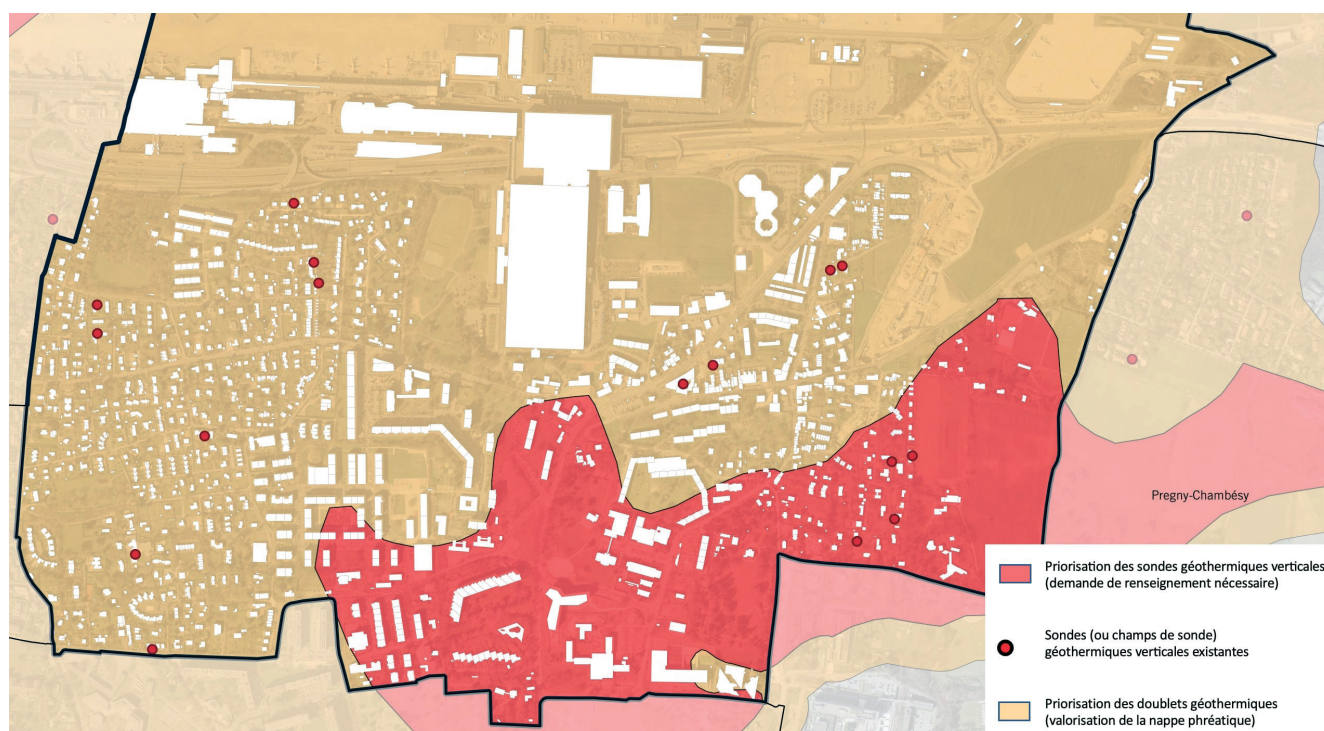 Pregny-Chambésy
Priorisation des sondes géothermiques verticales
(demande de renseignement nécessaire)
Sondes (ou champs de sonde)
géothermiques verticales existantes
Priorisation des doublets géothermiques
(valorisation de la nappe phréatique)